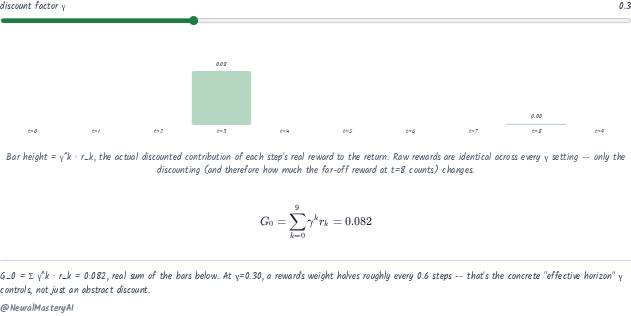 discount factor γ 0.3
0.08
0.00
t=0 t=1 t=2 t=3 t=4 t=5 t=6 t=7 t=8 t=9
Bar height = γ^k · r_k, the actual discounted contribution of each step's real reward to the return. Raw rewards are identical across every γ setting -- only the
discounting (and therefore how much the far-off reward at t=8 counts) changes.
G₀ = ∑_{k=0}^{9} γ^k r_k = 0.082
G_0 = Σ γ^k · r_k = 0.082, real sum of the bars below. At γ=0.30, a reward's weight halves roughly every 0.6 steps -- that's the concrete "effective horizon" γ
controls, not just an abstract discount.
@NeuralMasteryAI